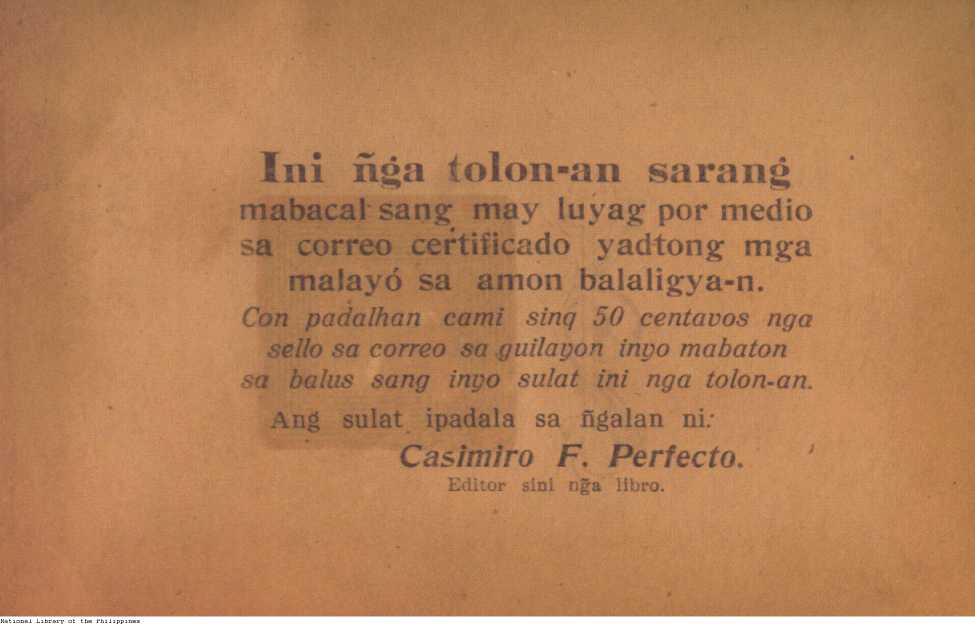 Ini ñga tolon-an sarang
mabacal sang may luyag por medio
sa correo certificado yadtong mga
malayó sa amon balaligya-n.
Con padalhan cami sinq 50 centavos nga
sello sa correo sa guilayon inyo mabaton
sa balus sang inyo sulat ini nga tolon-an.
Ang sulat ipadala sa ñgalan ni:
Casimiro F. Perfecto.
Editor sini ng̃a libro.
National Library of the Philippines